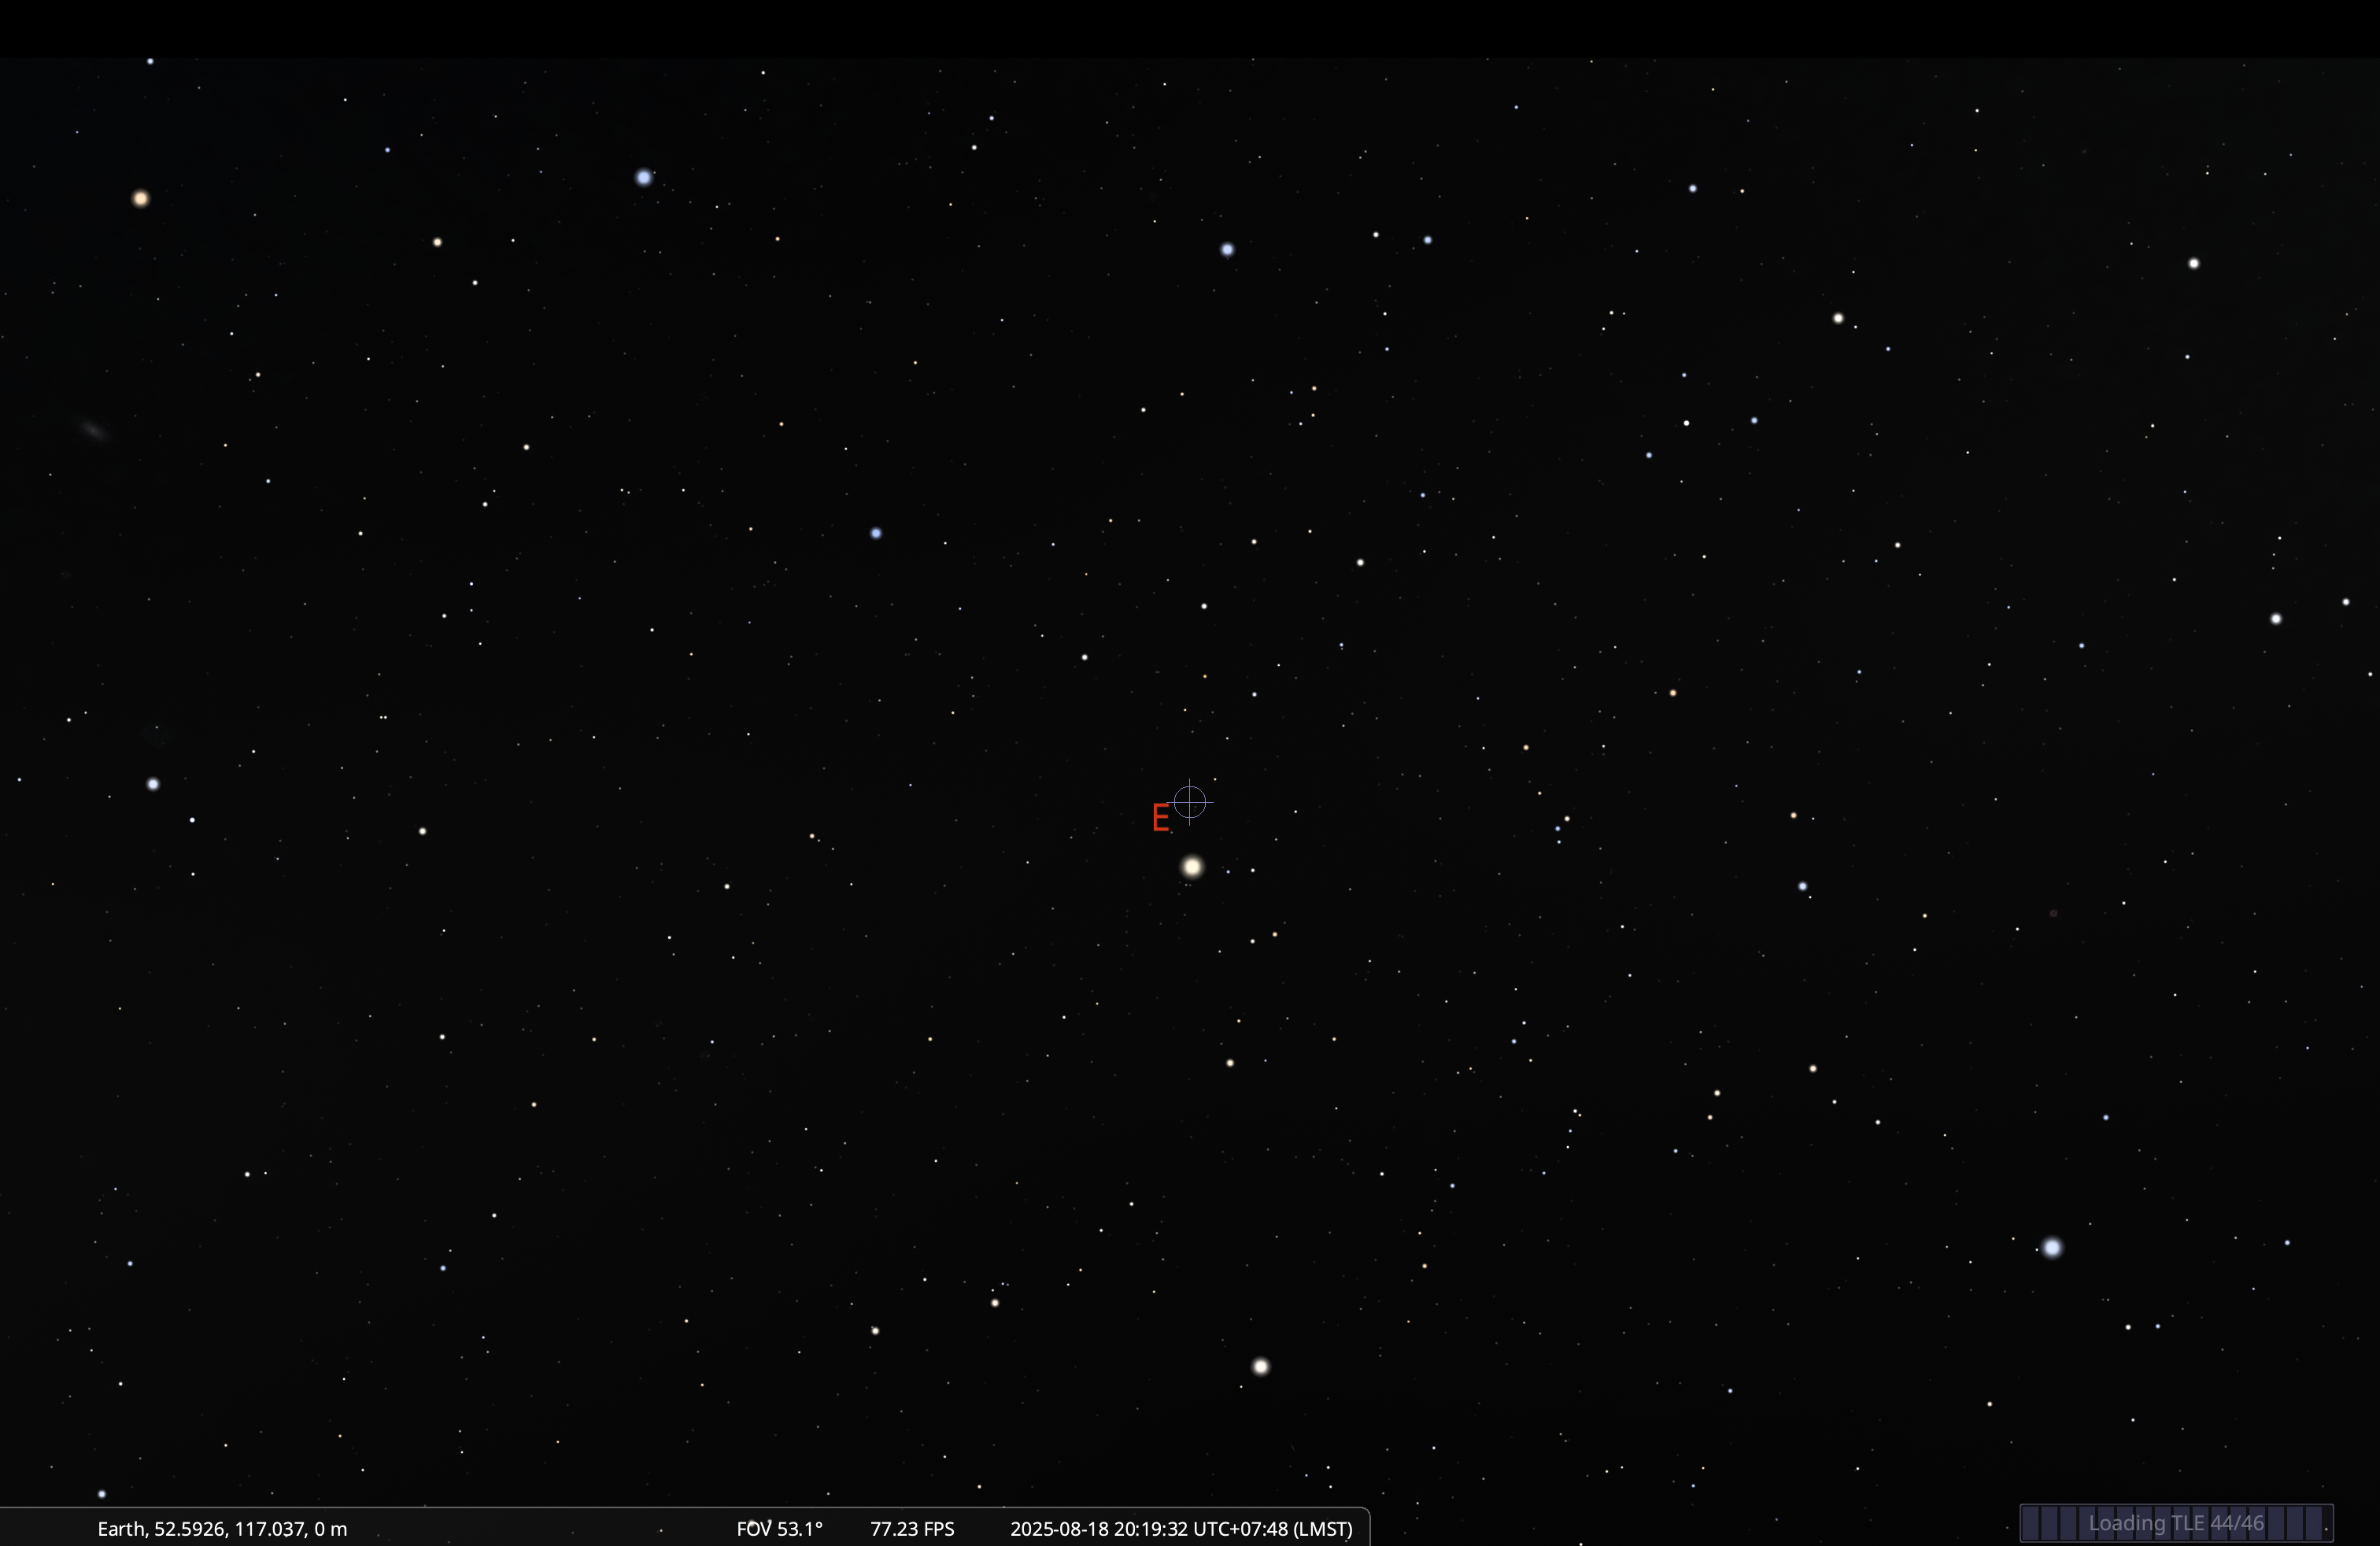 E
Earth, 52.5926, 117.037, 0 m FOV 53.1° 77.23 FPS 2025-08-18 20:19:32 UTC+07:48 (LMST)
Loading TLE 44/46